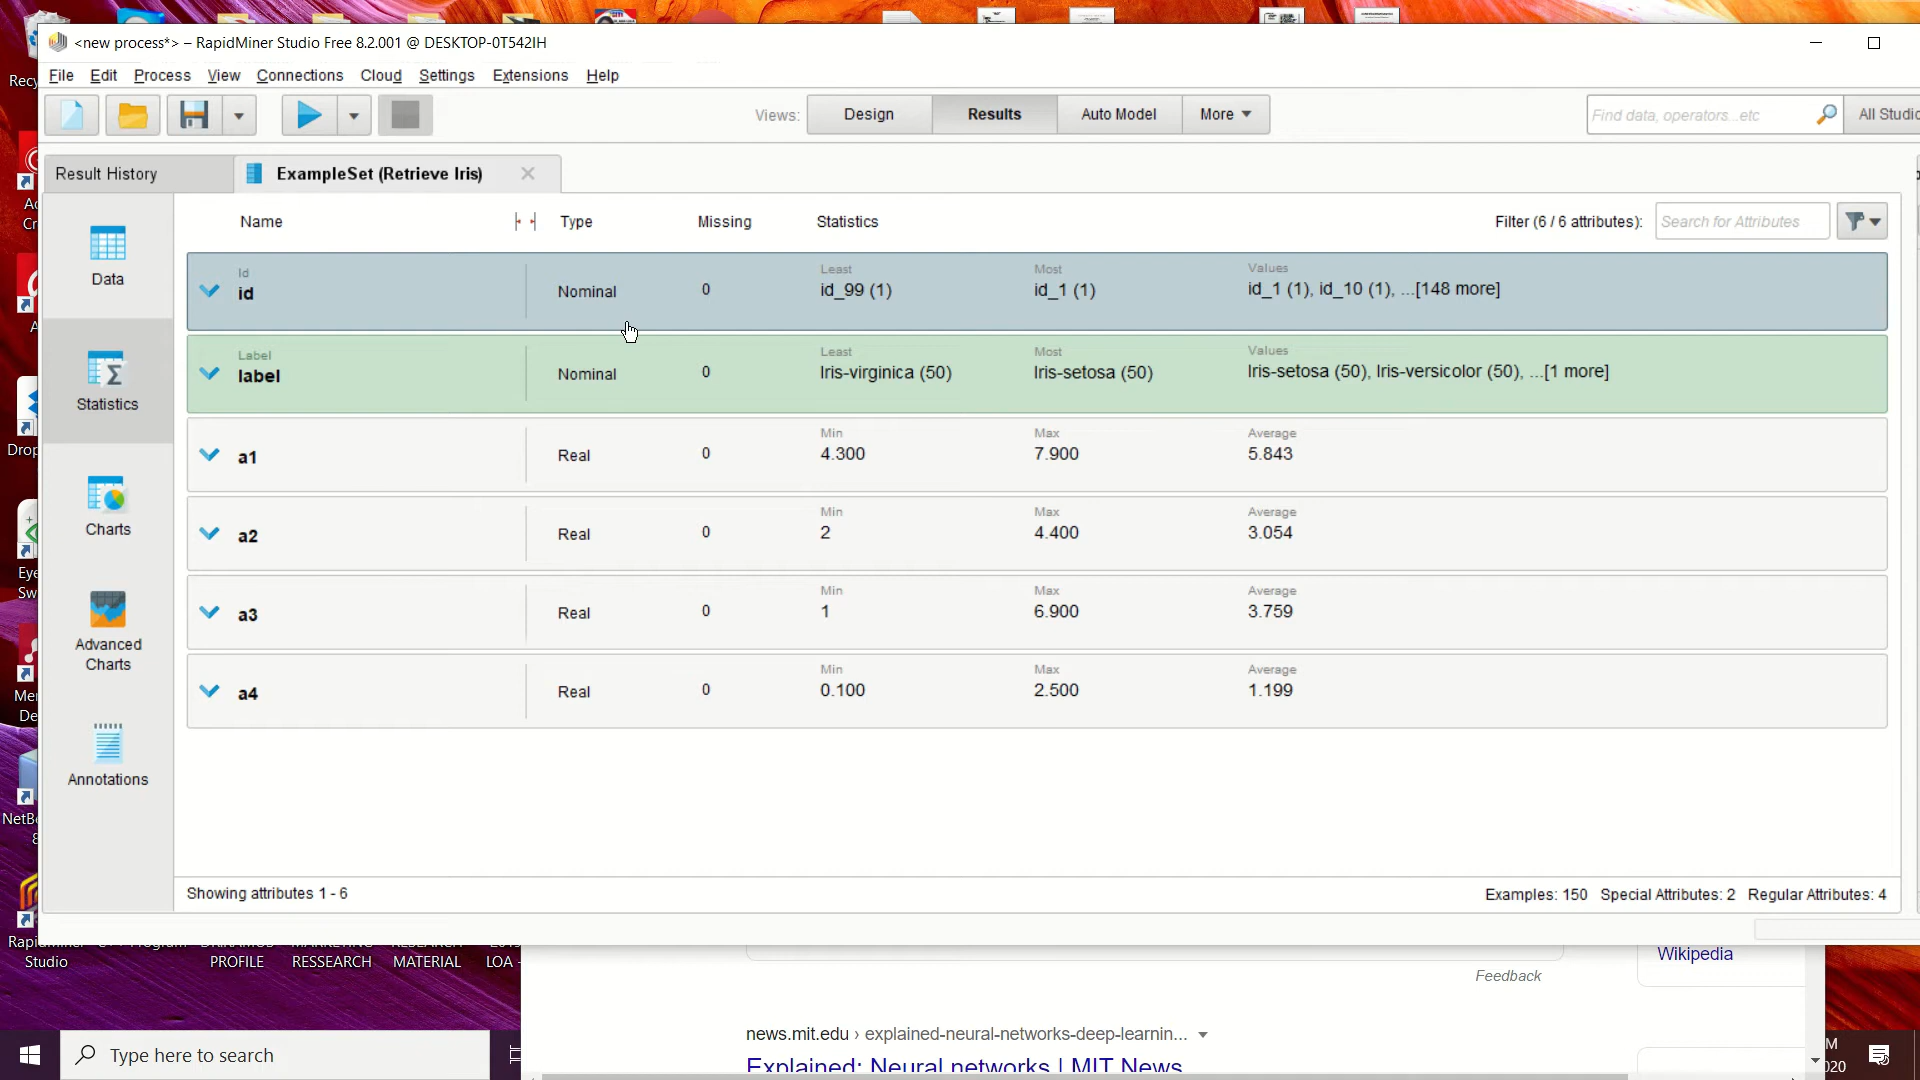 <new process*> – RapidMiner Studio Free 8.2.001 @ DESKTOP-0T542IH
File Edit Process View Connections Cloud Settings Extensions Help
Views: Design Results Auto Model More
Find data, operators...etc
All Studio
Result History
ExampleSet (Retrieve Iris)
Data
Statistics
Charts
Advanced
Charts
Annotations
Name Type Missing Statistics
Filter (6 / 6 attributes): Search for Attributes
Id Least Most Values
id Nominal 0 id_99 (1) id_1 (1) id_1 (1), id_10 (1), ...[148 more]
Label Least Most Values
label Nominal 0 Iris-virginica (50) Iris-setosa (50) Iris-setosa (50), Iris-versicolor (50), ...[1 more]
Min Max Average
a1 Real 0 4.300 7.900 5.843
Min Max Average
a2 Real 0 2 4.400 3.054
Min Max Average
a3 Real 0 1 6.900 3.759
Min Max Average
a4 Real 0 0.100 2.500 1.199
Showing attributes 1 - 6
Examples: 150 Special Attributes: 2 Regular Attributes: 4
Studio
PROFILE
RESSEARCH
MATERIAL
LOA -
Wikipedia
Feedback
news.mit.edu › explained-neural-networks-deep-learnin...
Explained: Neural networks | MIT News
Type here to search